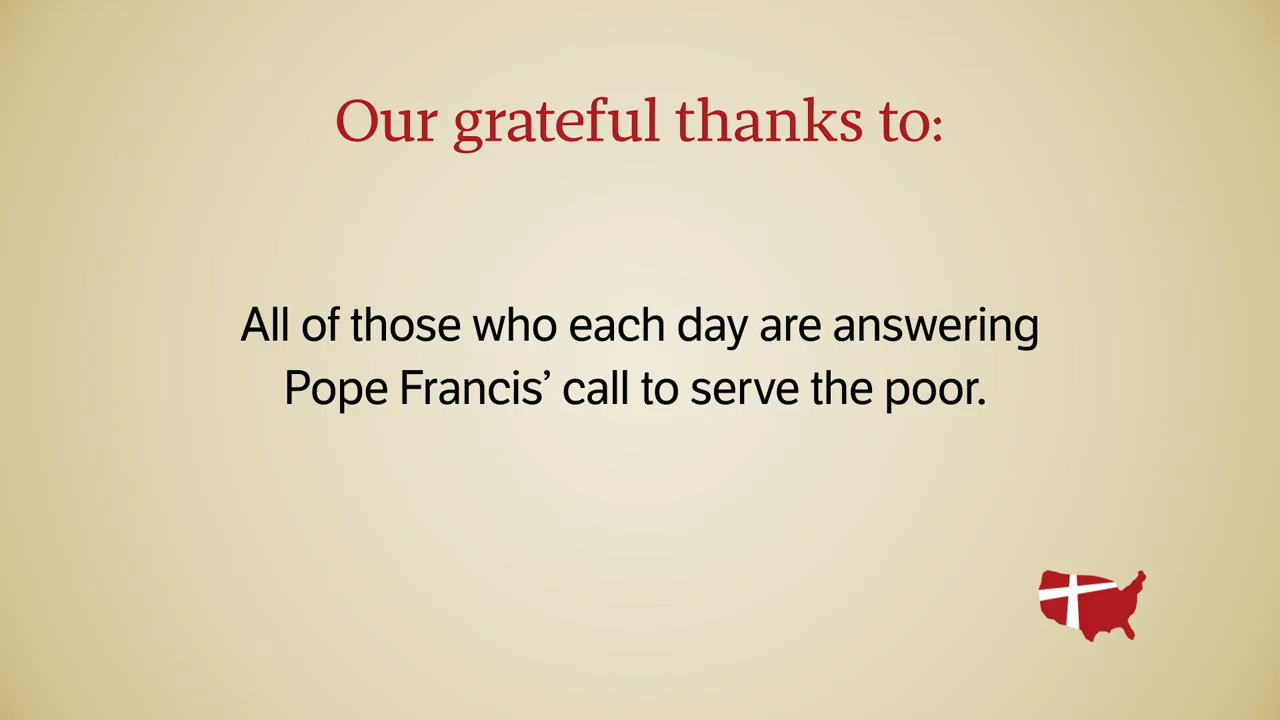 Our grateful thanks to:
All of those who each day are answering
Pope Francis’ call to serve the poor.